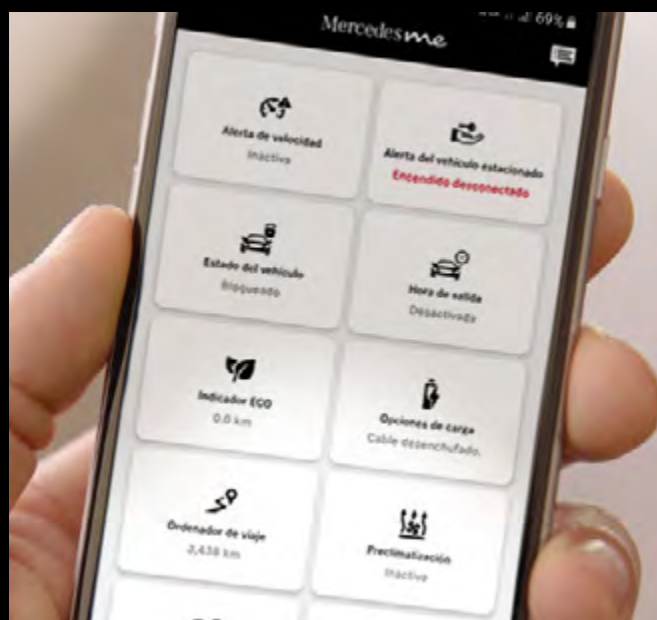 69%
Mercedes me
Alerta de velocidad
Inactiva
Alerta del vehículo estacionado
Encendido desconectado
Estado del vehículo
Bloqueado
Hora de salida
Desactivada
Indicador ECO
0.0 km
Opciones de carga
Cable desenchufado.
Ordenador de viaje
3,438 km
Preclimatización
Inactiva